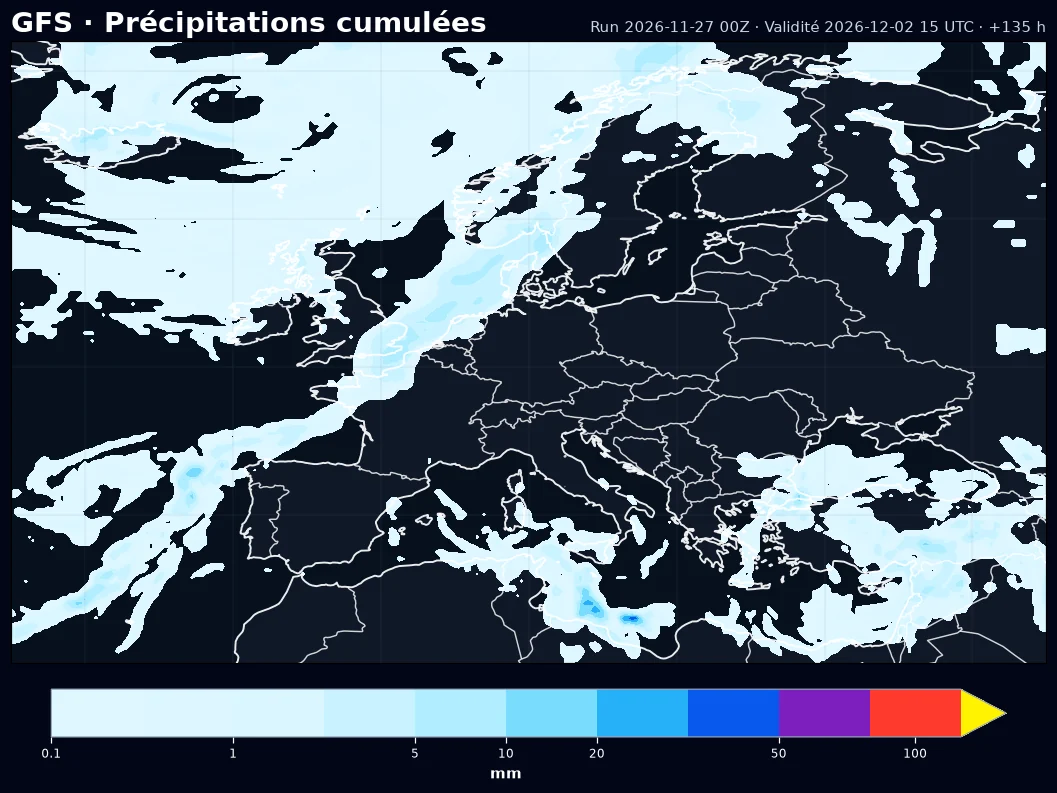 GFS · Précipitations cumulées
Run 2026-11-27 00Z · Validité 2026-12-02 15 UTC · +135 h
0.1 1 5 10 20 50 100
mm